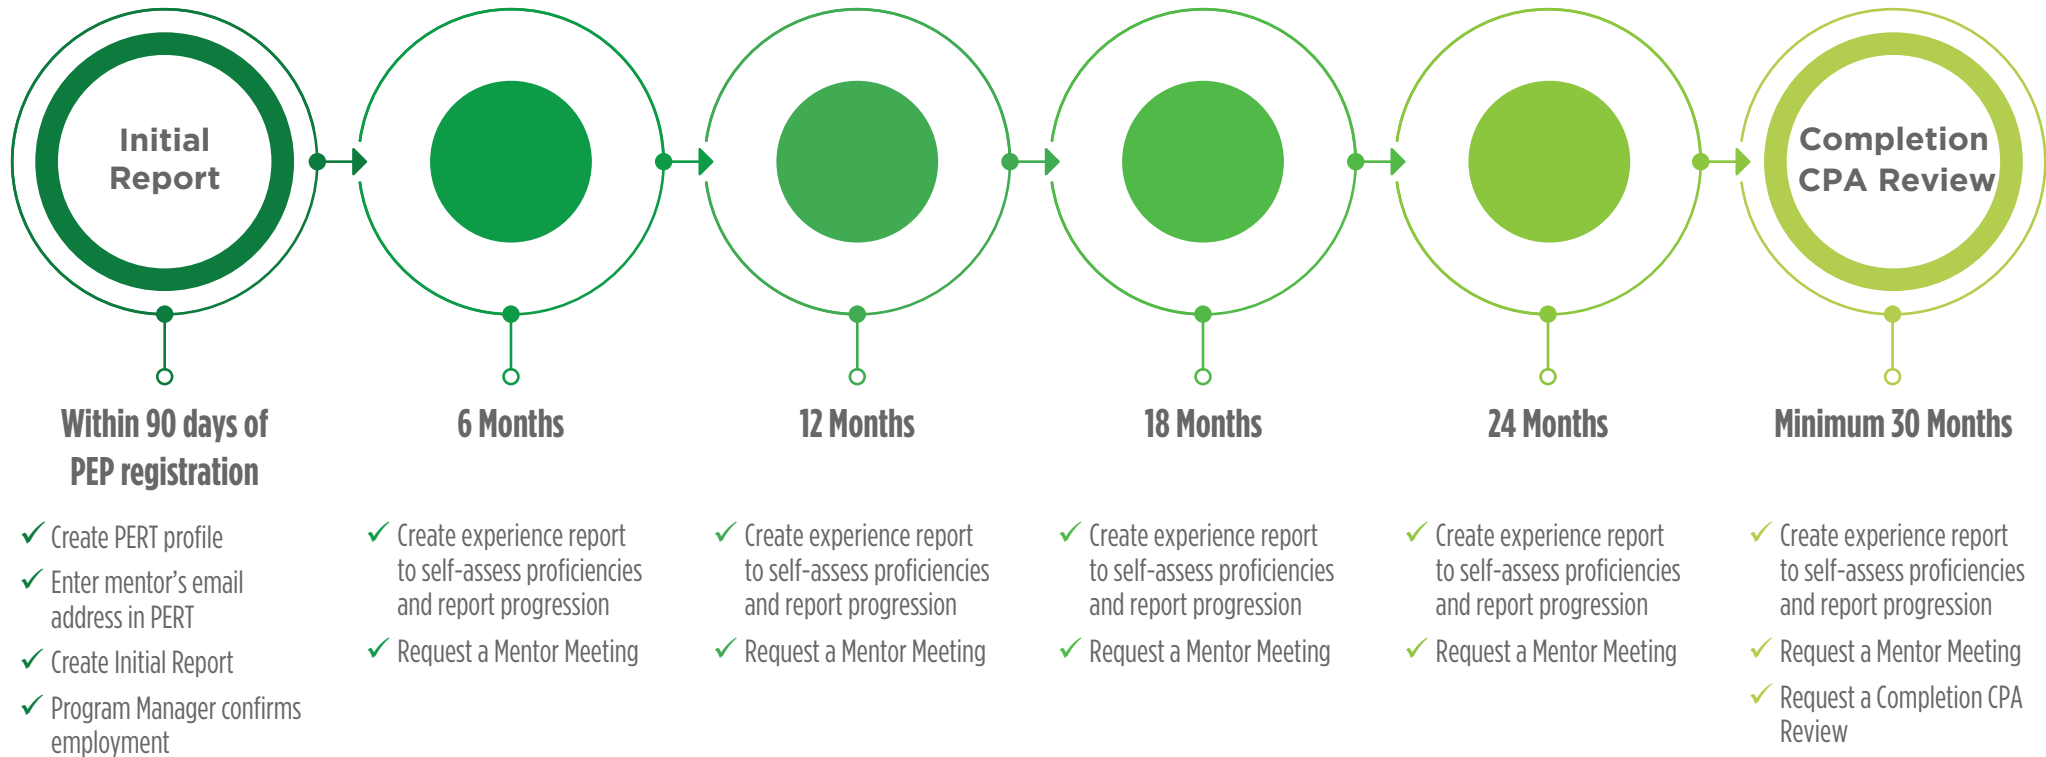 Initial
Report
Completion
CPA Review
Within 90 days of
PEP registration
✓ Create PERT profile
✓ Enter mentor’s email
address in PERT
✓ Create Initial Report
✓ Program Manager confirms
employment
6 Months
✓ Create experience report
to self-assess proficiencies
and report progression
✓ Request a Mentor Meeting
12 Months
✓ Create experience report
to self-assess proficiencies
and report progression
✓ Request a Mentor Meeting
18 Months
✓ Create experience report
to self-assess proficiencies
and report progression
✓ Request a Mentor Meeting
24 Months
✓ Create experience report
to self-assess proficiencies
and report progression
✓ Request a Mentor Meeting
Minimum 30 Months
✓ Create experience report
to self-assess proficiencies
and report progression
✓ Request a Mentor Meeting
✓ Request a Completion CPA
Review